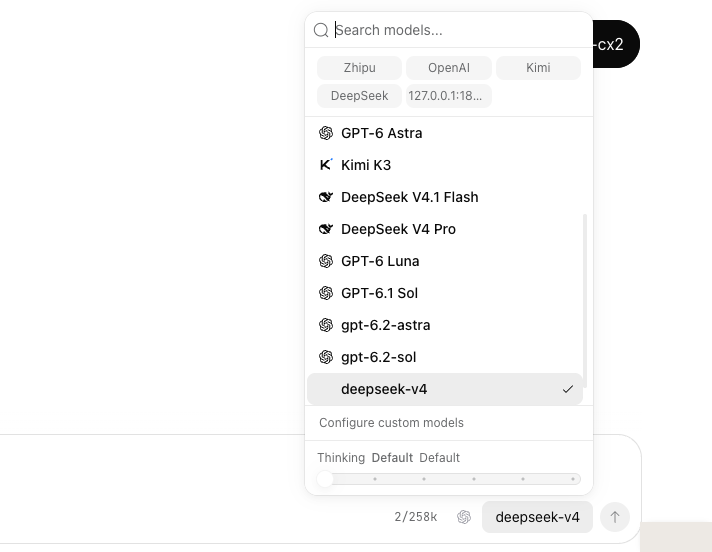 Search models...
-cx2
Zhipu OpenAI Kimi
DeepSeek 127.0.0.1:18...
GPT-6 Astra
Kimi K3
DeepSeek V4.1 Flash
DeepSeek V4 Pro
GPT-6 Luna
GPT-6.1 Sol
gpt-6.2-astra
gpt-6.2-sol
deepseek-v4
Configure custom models
Thinking Default Default
2/258k deepseek-v4